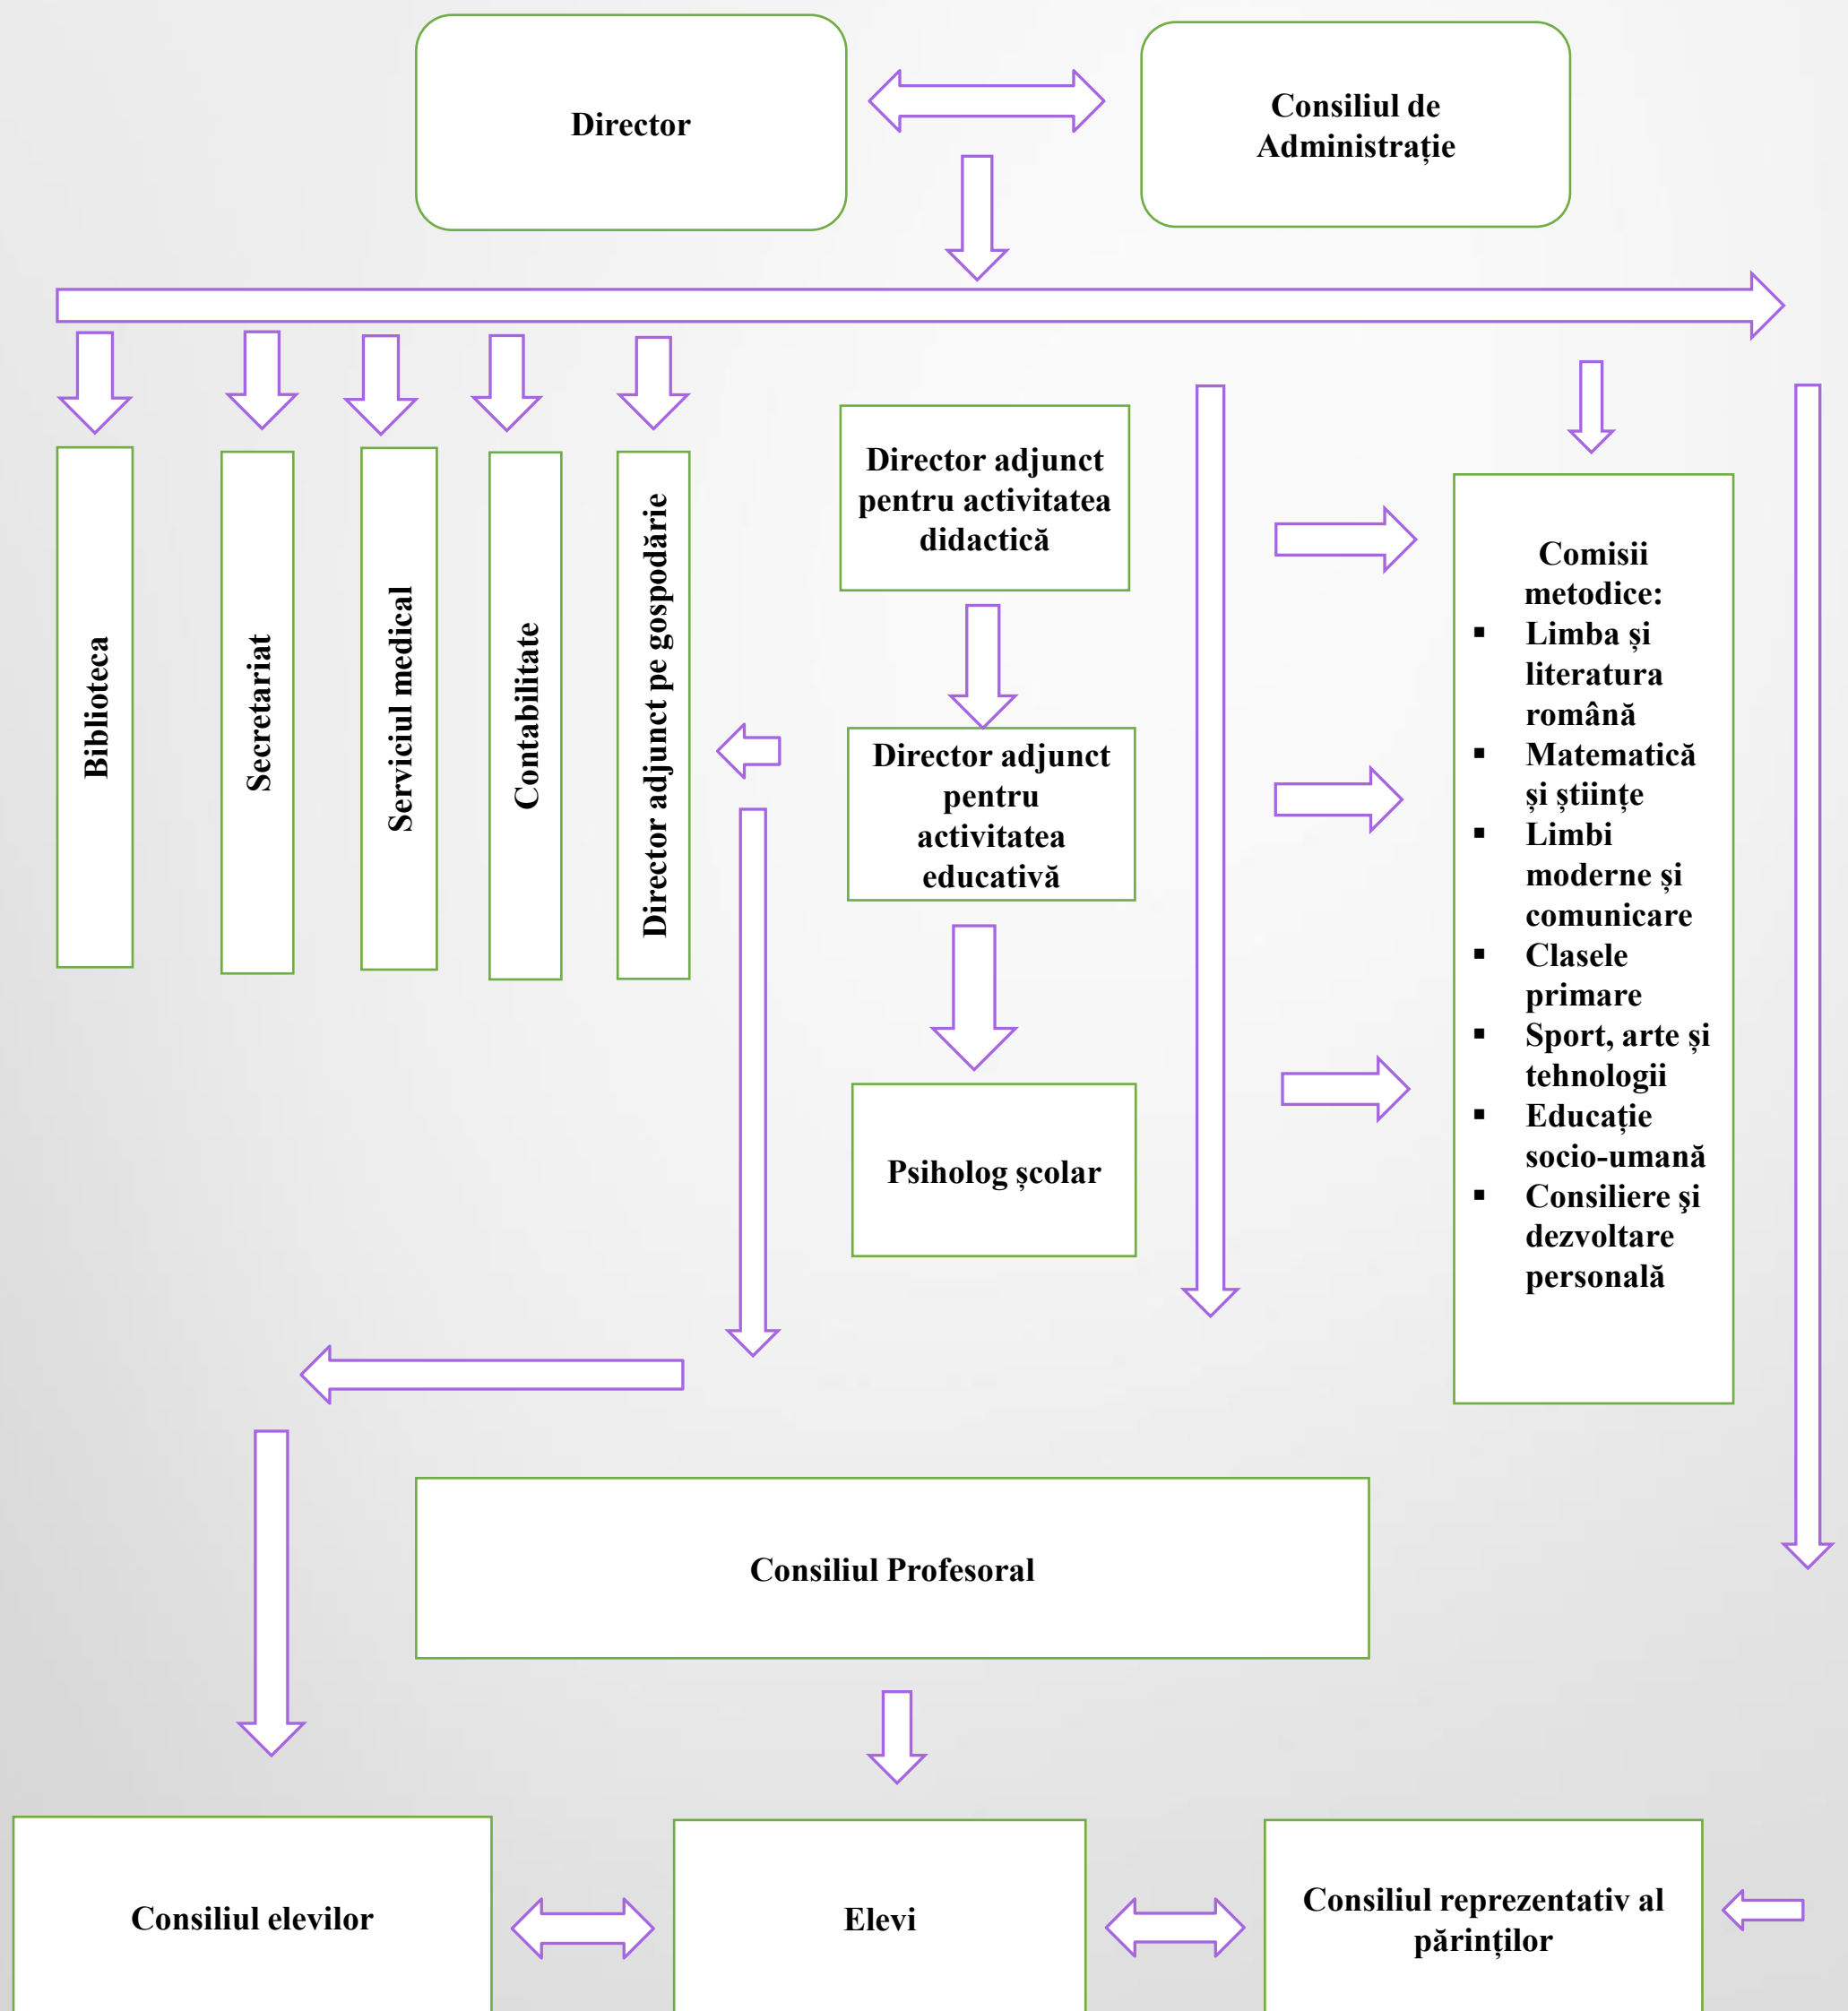 Director
Consiliul de
Administrație
Biblioteca
Secretariat
Serviciul medical
Contabilitate
Director adjunct pe gospodărie
Director adjunct
pentru activitatea
didactică
Director adjunct
pentru
activitatea
educativă
Psiholog școlar
Comisii
metodice:
▪ Limba și
literatura
română
▪ Matematică
și științe
▪ Limbi
moderne și
comunicare
▪ Clasele
primare
▪ Sport, arte și
tehnologii
▪ Educație
socio-umană
▪ Consiliere şi
dezvoltare
personală
Consiliul Profesoral
Consiliul elevilor
Elevi
Consiliul reprezentativ al
părinților